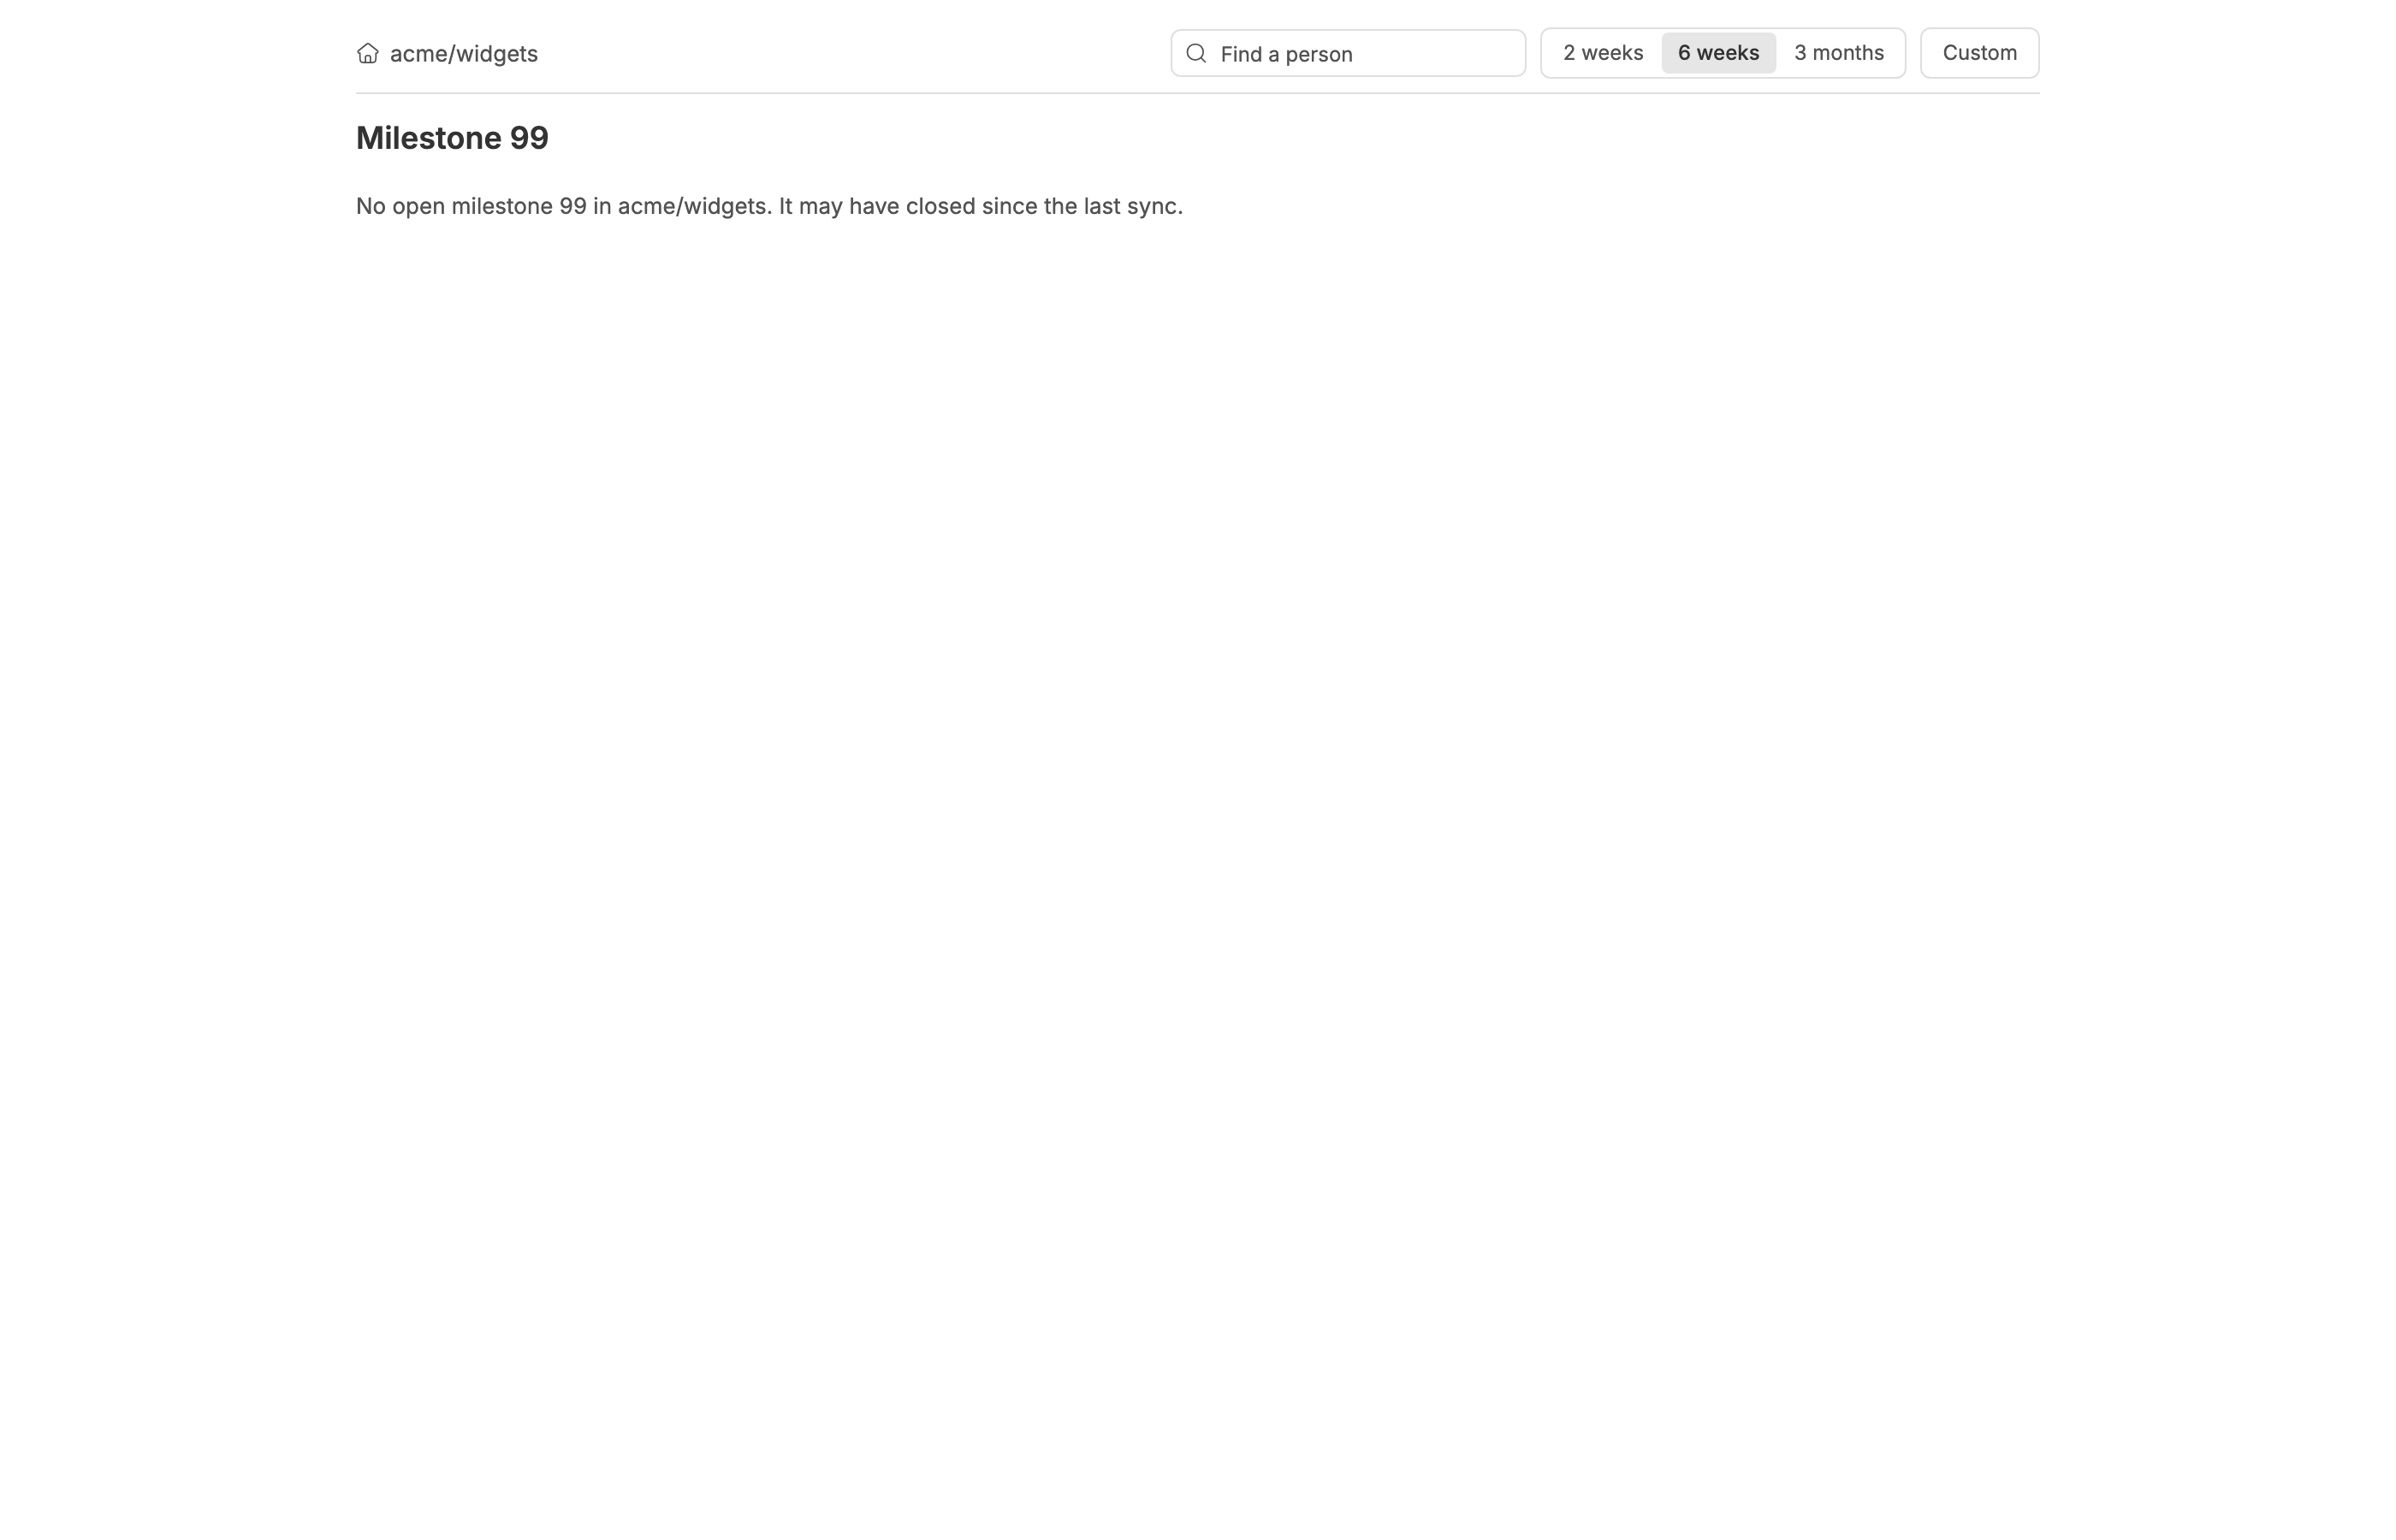 acme/widgets
Find a person
2 weeks
6 weeks
3 months
Custom
Milestone 99
No open milestone 99 in acme/widgets. It may have closed since the last sync.